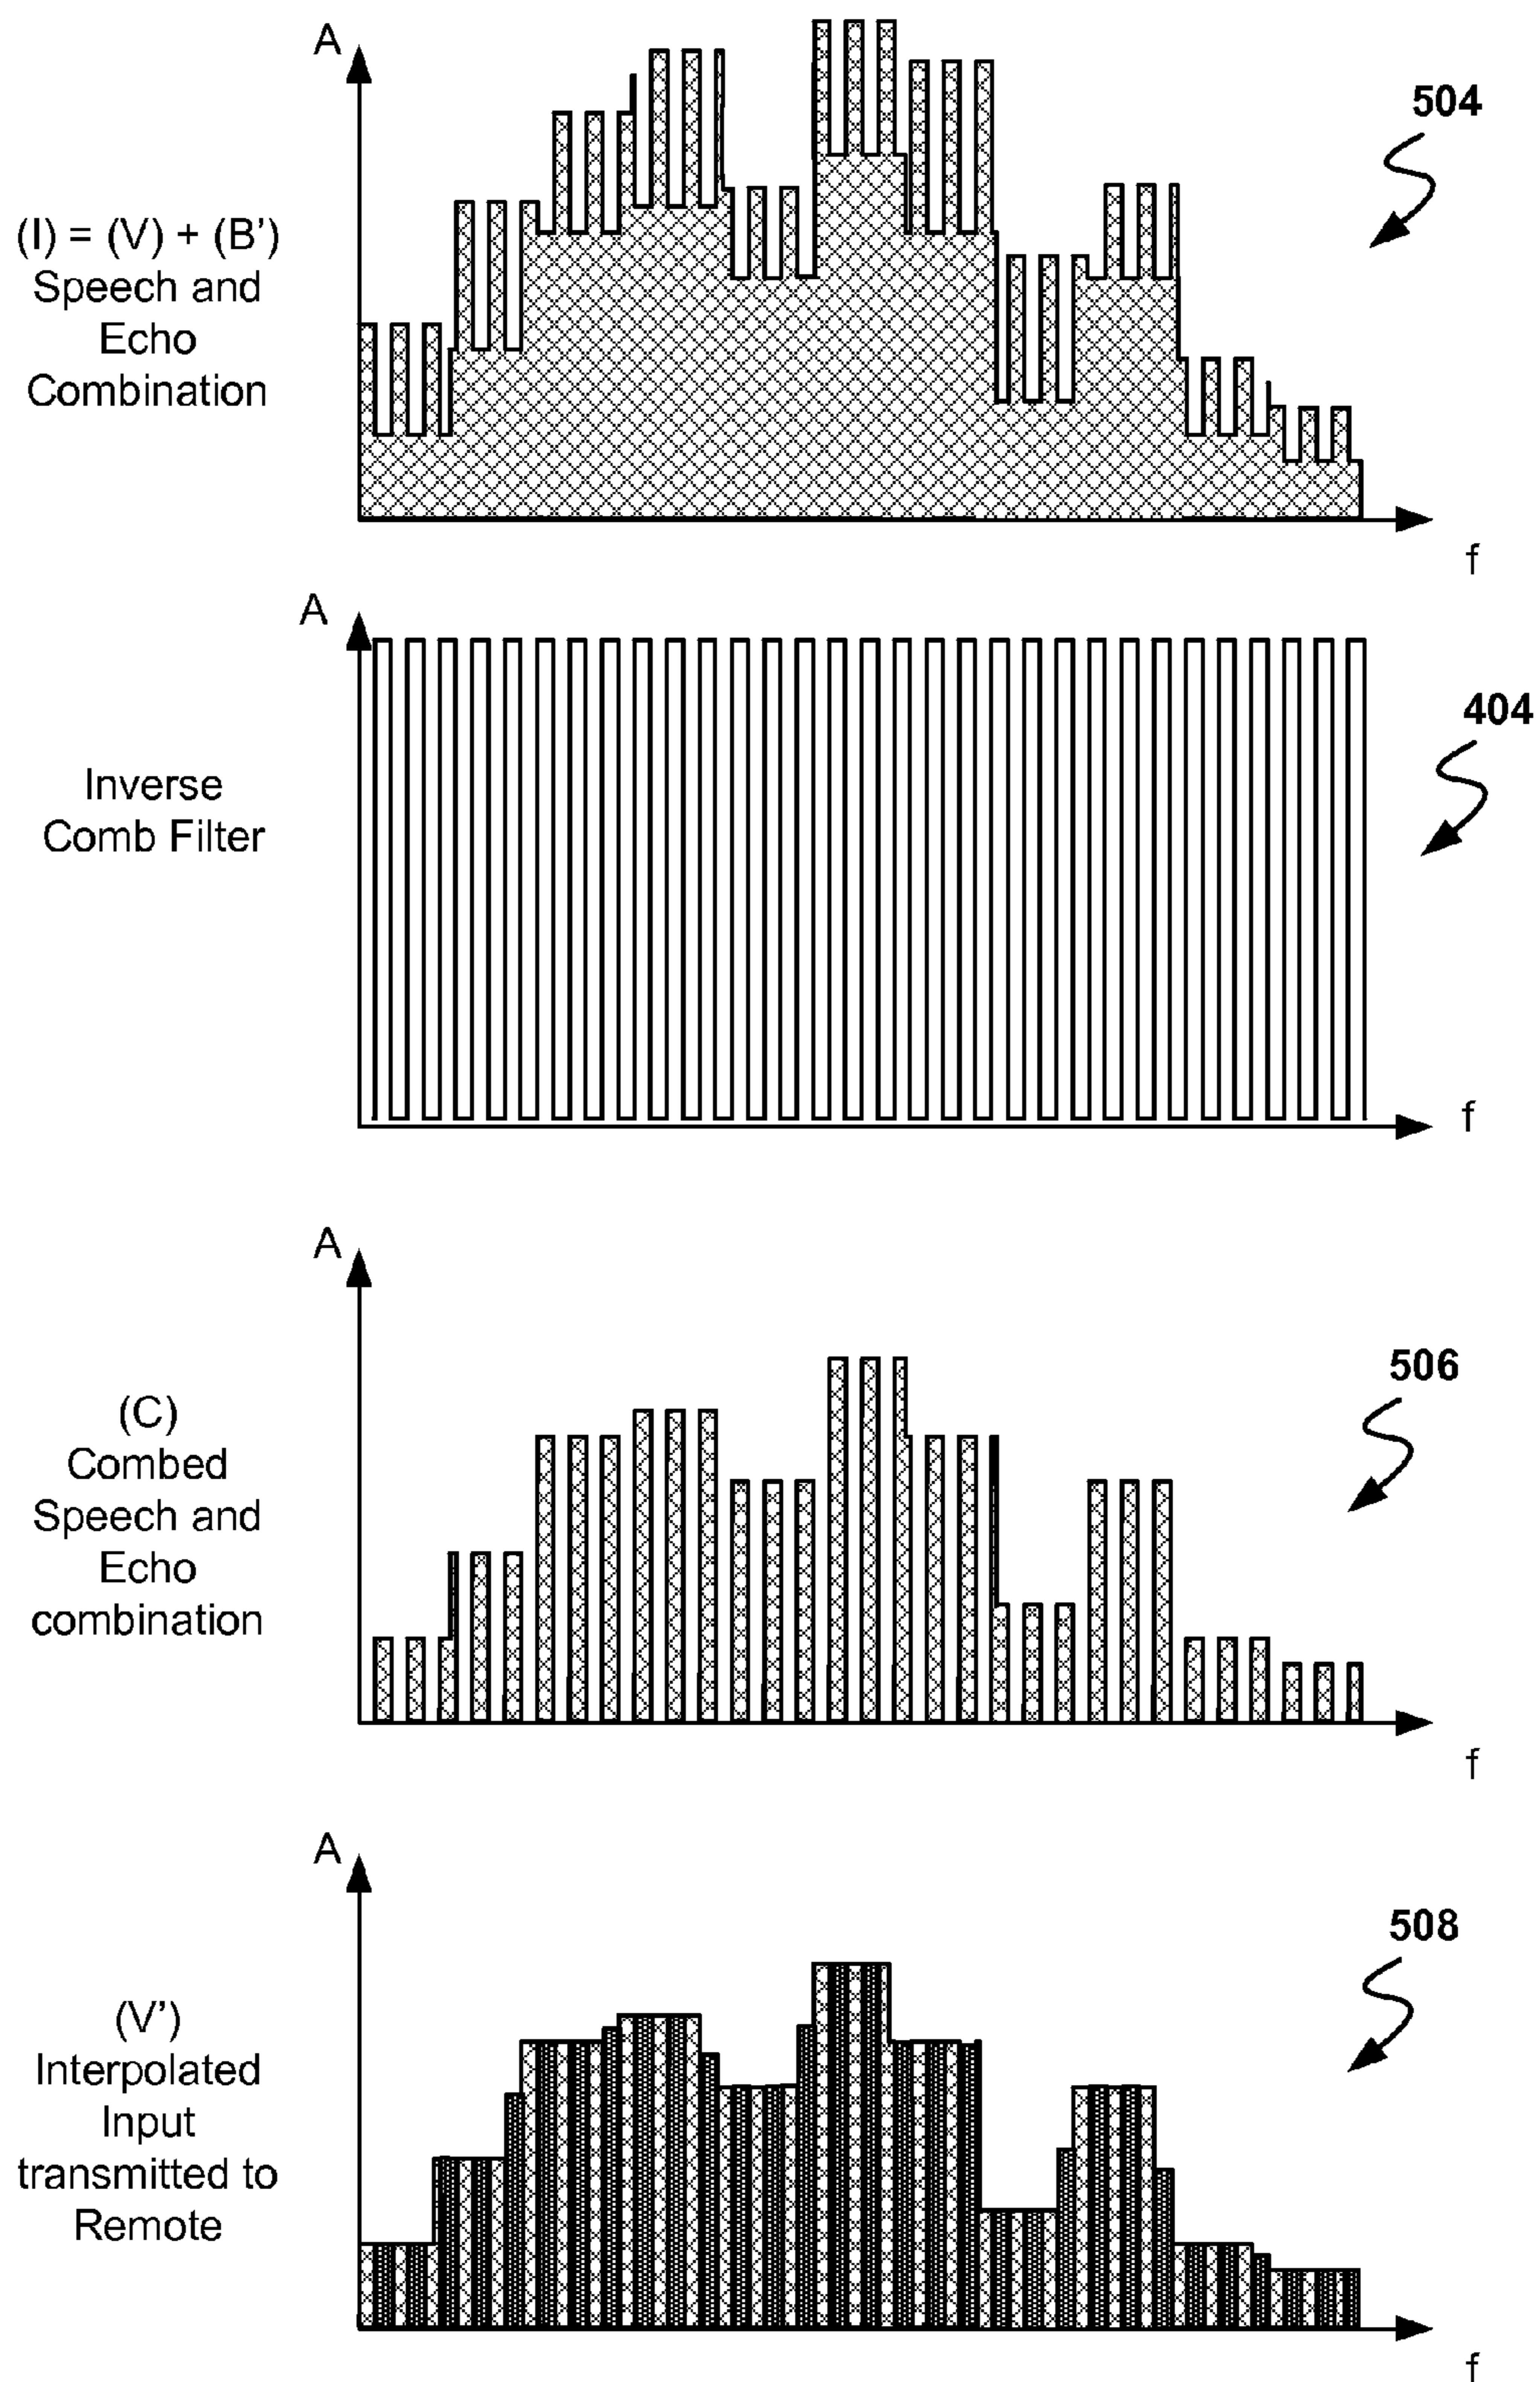 A
504
(I) = (V) + (B’)
Speech and
Echo
Combination
f
A
404
Inverse
Comb Filter
f
A
506
(C)
Combed
Speech and
Echo
combination
f
A
508
(V’)
Interpolated
Input
transmitted to
Remote
f